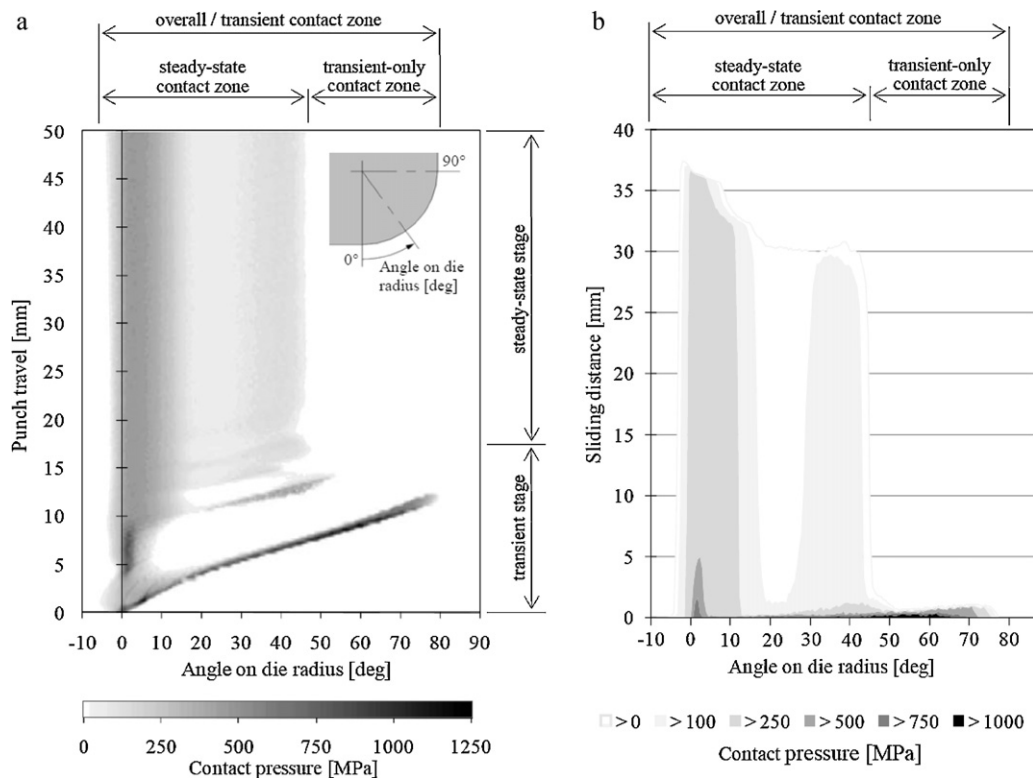 a
overall / transient contact zone
steady-state
contact zone
transient-only
contact zone
50
45
40
35
30
25
20
15
10
5
0
Punch travel [mm]
90°
0°
Angle on die
radius [deg]
steady-state stage
transient stage
-10 0 10 20 30 40 50 60 70 80 90
Angle on die radius [deg]
0 250 500 750 1000 1250
Contact pressure [MPa]
b
overall / transient contact zone
steady-state
contact zone
transient-only
contact zone
40
35
30
25
20
15
10
5
0
Sliding distance [mm]
-10 0 10 20 30 40 50 60 70 80
Angle on die radius [deg]
> 0 > 100 > 250 > 500 > 750 > 1000
Contact pressure [MPa]